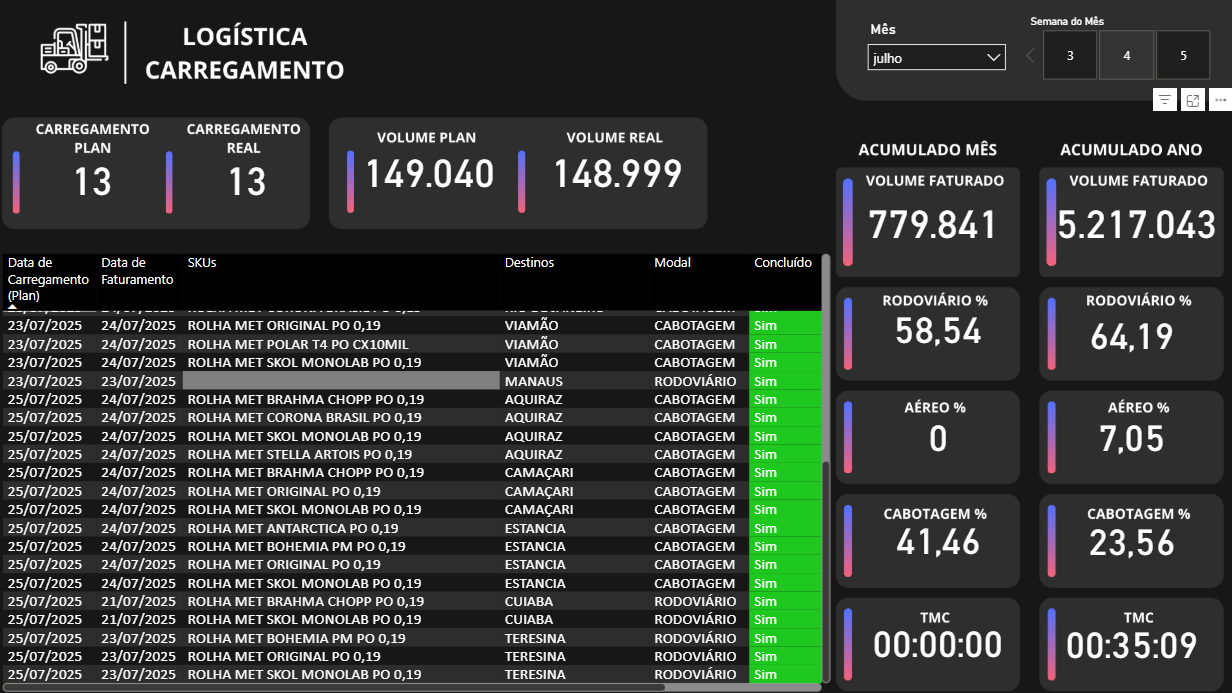 LOGÍSTICA
CARREGAMENTO
Mês
julho
Semana do Mês
3 4 5
CARREGAMENTO PLAN
13
CARREGAMENTO REAL
13
VOLUME PLAN
149.040
VOLUME REAL
148.999
Data de Carregamento (Plan) Data de Faturamento SKUs Destinos Modal Concluído
23/07/2025 24/07/2025 ROLHA MET ORIGINAL PO 0,19 VIAMÃO CABOTAGEM Sim
23/07/2025 24/07/2025 ROLHA MET POLAR T4 PO CX10MIL VIAMÃO CABOTAGEM Sim
23/07/2025 24/07/2025 ROLHA MET SKOL MONOLAB PO 0,19 VIAMÃO CABOTAGEM Sim
23/07/2025 23/07/2025 MANAUS RODOVIÁRIO Sim
25/07/2025 24/07/2025 ROLHA MET BRAHMA CHOPP PO 0,19 AQUIRAZ CABOTAGEM Sim
25/07/2025 24/07/2025 ROLHA MET CORONA BRASIL PO 0,19 AQUIRAZ CABOTAGEM Sim
25/07/2025 24/07/2025 ROLHA MET SKOL MONOLAB PO 0,19 AQUIRAZ CABOTAGEM Sim
25/07/2025 24/07/2025 ROLHA MET STELLA ARTOIS PO 0,19 AQUIRAZ CABOTAGEM Sim
25/07/2025 24/07/2025 ROLHA MET BRAHMA CHOPP PO 0,19 CAMAÇARI CABOTAGEM Sim
25/07/2025 24/07/2025 ROLHA MET ORIGINAL PO 0,19 CAMAÇARI CABOTAGEM Sim
25/07/2025 24/07/2025 ROLHA MET SKOL MONOLAB PO 0,19 CAMAÇARI CABOTAGEM Sim
25/07/2025 24/07/2025 ROLHA MET ANTARCTICA PO 0,19 ESTANCIA CABOTAGEM Sim
25/07/2025 24/07/2025 ROLHA MET BOHEMIA PM PO 0,19 ESTANCIA CABOTAGEM Sim
25/07/2025 24/07/2025 ROLHA MET ORIGINAL PO 0,19 ESTANCIA CABOTAGEM Sim
25/07/2025 24/07/2025 ROLHA MET SKOL MONOLAB PO 0,19 ESTANCIA CABOTAGEM Sim
25/07/2025 21/07/2025 ROLHA MET BRAHMA CHOPP PO 0,19 CUIABA RODOVIÁRIO Sim
25/07/2025 21/07/2025 ROLHA MET SKOL MONOLAB PO 0,19 CUIABA RODOVIÁRIO Sim
25/07/2025 23/07/2025 ROLHA MET BOHEMIA PM PO 0,19 TERESINA RODOVIÁRIO Sim
25/07/2025 23/07/2025 ROLHA MET ORIGINAL PO 0,19 TERESINA RODOVIÁRIO Sim
25/07/2025 23/07/2025 ROLHA MET SKOL MONOLAB PO 0,19 TERESINA RODOVIÁRIO Sim
ACUMULADO MÊS
VOLUME FATURADO
779.841
RODOVIÁRIO %
58,54
AÉREO %
0
CABOTAGEM %
41,46
TMC
00:00:00
ACUMULADO ANO
VOLUME FATURADO
5.217.043
RODOVIÁRIO %
64,19
AÉREO %
7,05
CABOTAGEM %
23,56
TMC
00:35:09